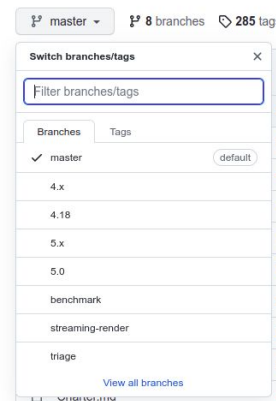 master 8 branches 285 tag
Switch branches/tags
Filter branches/tags
Branches Tags
master default
4.x
4.18
5.x
5.0
benchmark
streaming-render
triage
View all branches
Charter.md